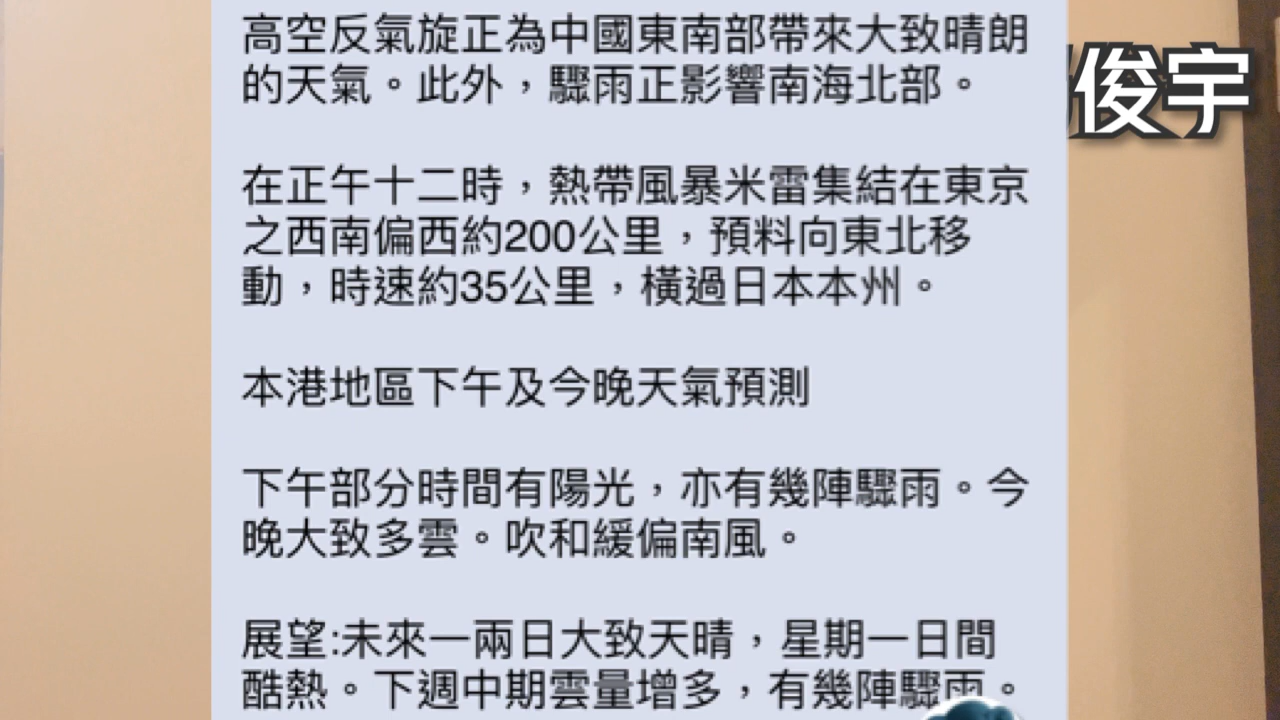 高空反氣旋正為中國東南部帶來大致晴朗
的天氣。此外，驟雨正影響南海北部。
俊宇
在正午十二時，熱帶風暴米雷集結在東京
之西南偏西約200公里，預料向東北移
動，時速約35公里，橫過日本本州。
本港地區下午及今晚天氣預測
下午部分時間有陽光，亦有幾陣驟雨。今
晚大致多雲。吹和緩偏南風。
展望:未來一兩日大致天晴，星期一日間
酷熱。下週中期雲量增多，有幾陣驟雨。